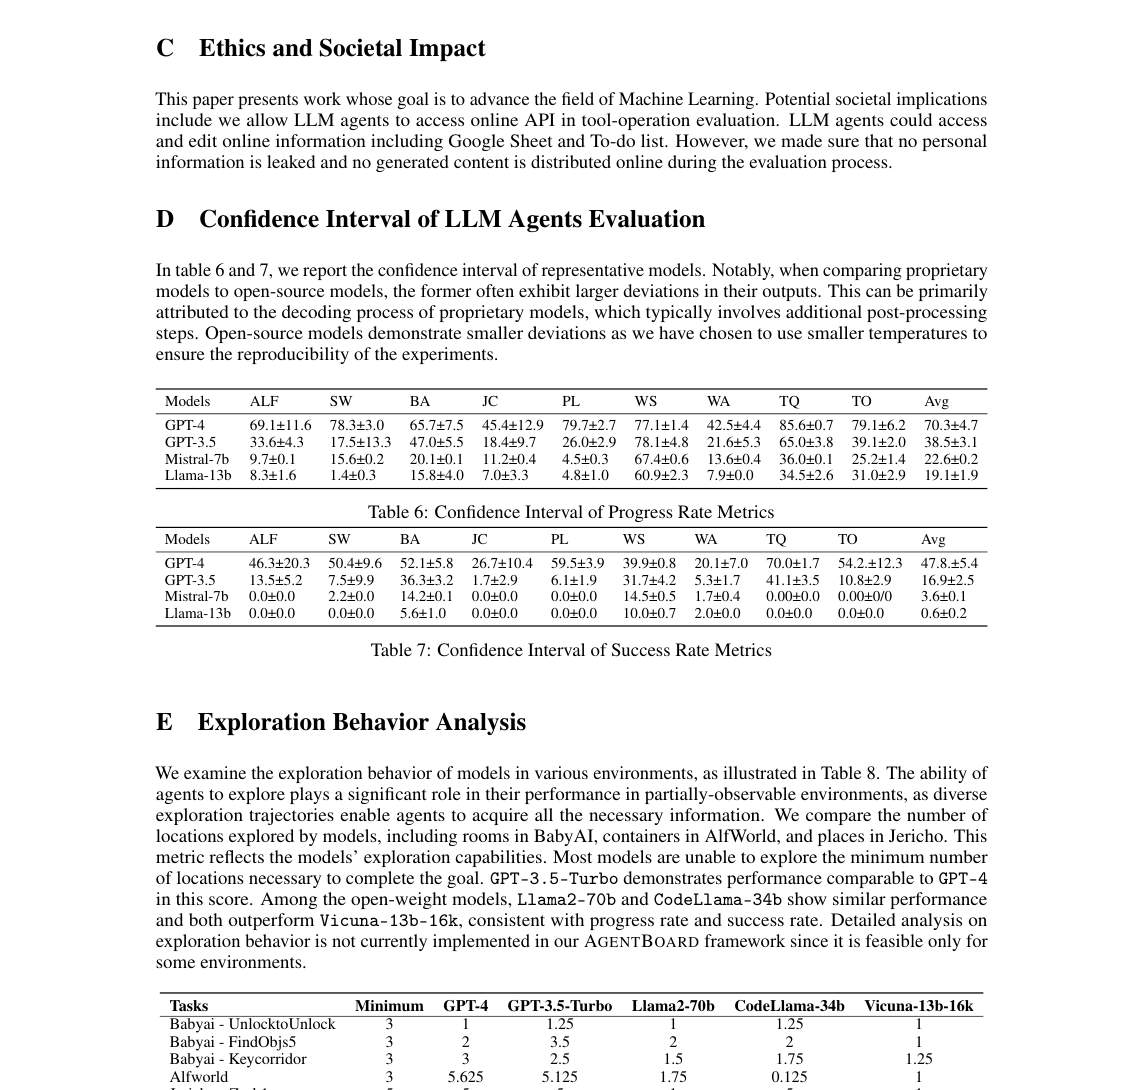 C Ethics and Societal Impact
This paper presents work whose goal is to advance the field of Machine Learning. Potential societal implications
include we allow LLM agents to access online API in tool-operation evaluation. LLM agents could access
and edit online information including Google Sheet and To-do list. However, we made sure that no personal
information is leaked and no generated content is distributed online during the evaluation process.
D Confidence Interval of LLM Agents Evaluation
In table 6 and 7, we report the confidence interval of representative models. Notably, when comparing proprietary
models to open-source models, the former often exhibit larger deviations in their outputs. This can be primarily
attributed to the decoding process of proprietary models, which typically involves additional post-processing
steps. Open-source models demonstrate smaller deviations as we have chosen to use smaller temperatures to
ensure the reproducibility of the experiments.
Models ALF SW BA JC PL WS WA TQ TO Avg
GPT-4 69.1±11.6 78.3±3.0 65.7±7.5 45.4±12.9 79.7±2.7 77.1±1.4 42.5±4.4 85.6±0.7 79.1±6.2 70.3±4.7
GPT-3.5 33.6±4.3 17.5±13.3 47.0±5.5 18.4±9.7 26.0±2.9 78.1±4.8 21.6±5.3 65.0±3.8 39.1±2.0 38.5±3.1
Mistral-7b 9.7±0.1 15.6±0.2 20.1±0.1 11.2±0.4 4.5±0.3 67.4±0.6 13.6±0.4 36.0±0.1 25.2±1.4 22.6±0.2
Llama-13b 8.3±1.6 1.4±0.3 15.8±4.0 7.0±3.3 4.8±1.0 60.9±2.3 7.9±0.0 34.5±2.6 31.0±2.9 19.1±1.9
Table 6: Confidence Interval of Progress Rate Metrics
Models ALF SW BA JC PL WS WA TQ TO Avg
GPT-4 46.3±20.3 50.4±9.6 52.1±5.8 26.7±10.4 59.5±3.9 39.9±0.8 20.1±7.0 70.0±1.7 54.2.±12.3 47.8±5.4
GPT-3.5 13.5±5.2 7.5±9.9 36.3±3.2 1.7±2.9 6.1±1.9 31.7±4.2 5.3±1.7 41.1±3.5 10.8±2.9 16.9±2.5
Mistral-7b 0.0±0.0 2.2±0.0 14.2±0.1 0.0±0.0 0.0±0.0 14.5±0.5 1.7±0.4 0.00±0.0 0.00±0/0 3.6±0.1
Llama-13b 0.0±0.0 0.0±0.0 5.6±1.0 0.0±0.0 0.0±0.0 10.0±0.7 2.0±0.0 0.0±0.0 0.0±0.0 0.6±0.2
Table 7: Confidence Interval of Success Rate Metrics
E Exploration Behavior Analysis
We examine the exploration behavior of models in various environments, as illustrated in Table 8. The ability of
agents to explore plays a significant role in their performance in partially-observable environments, as diverse
exploration trajectories enable agents to acquire all the necessary information. We compare the number of
locations explored by models, including rooms in BabyAI, containers in AlfWorld, and places in Jericho. This
metric reflects the models' exploration capabilities. Most models are unable to explore the minimum number
of locations necessary to complete the goal. GPT-3.5-Turbo demonstrates performance comparable to GPT-4
in this score. Among the open-weight models, Llama2-70b and CodeLlama-34b show similar performance
and both outperform Vicuna-13b-16k, consistent with progress rate and success rate. Detailed analysis on
exploration behavior is not currently implemented in our AGENTBOARD framework since it is feasible only for
some environments.
Tasks Minimum GPT-4 GPT-3.5-Turbo Llama2-70b CodeLlama-34b Vicuna-13b-16k
Babyai - UnlocktoUnlock 3 1 1.25 1 1.25 1
Babyai - FindObjs5 3 2 3.5 2 2 1
Babyai - Keycorridor 3 3 2.5 1.5 1.75 1.25
Alfworld 3 5.625 5.125 1.75 0.125 1